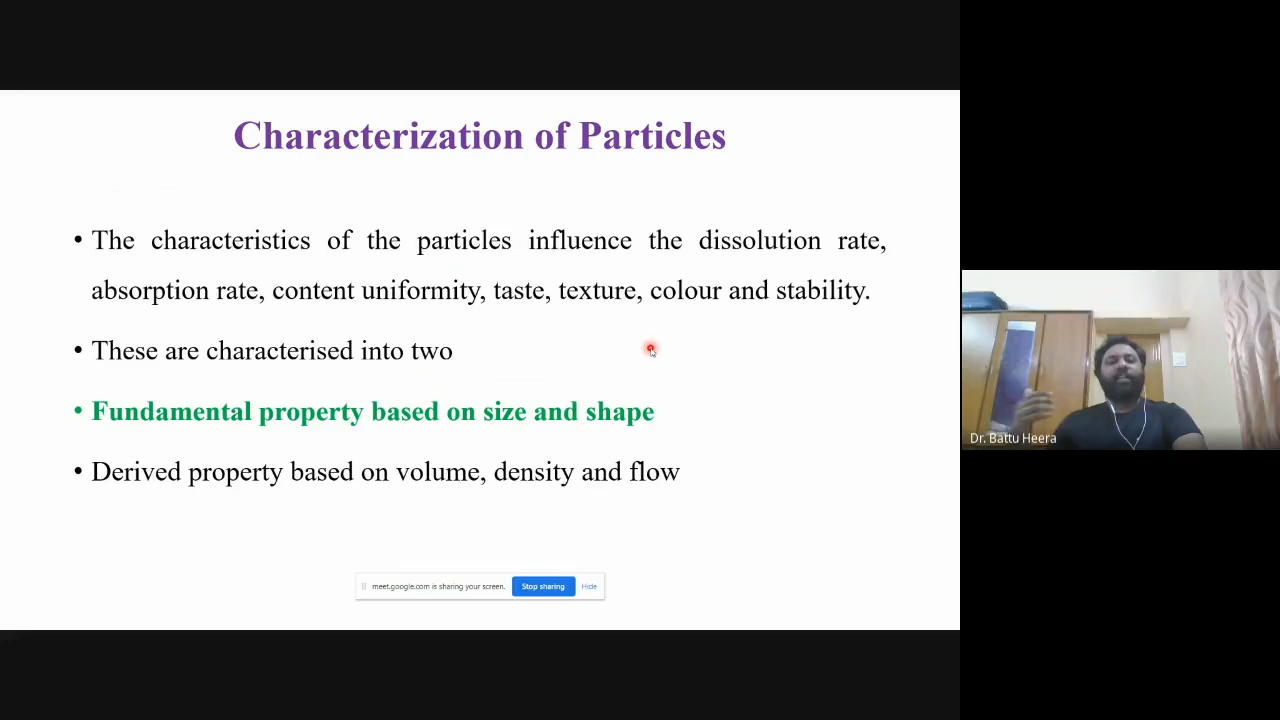 Characterization of Particles
• The characteristics of the particles influence the dissolution rate,
absorption rate, content uniformity, taste, texture, colour and stability.
• These are characterised into two
• Fundamental property based on size and shape
• Derived property based on volume, density and flow
meet.google.com is sharing your screen. Stop sharing Hide
Dr. Battu Heera